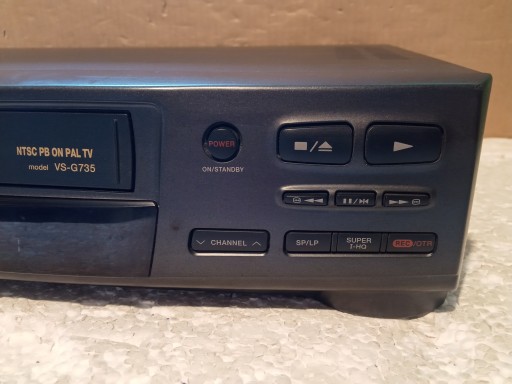 NTSC PB ON PAL TV
model VS-G735
POWER
ON/STANDBY
CHANNEL
SP/LP
SUPER
I-HQ
REC/OTR